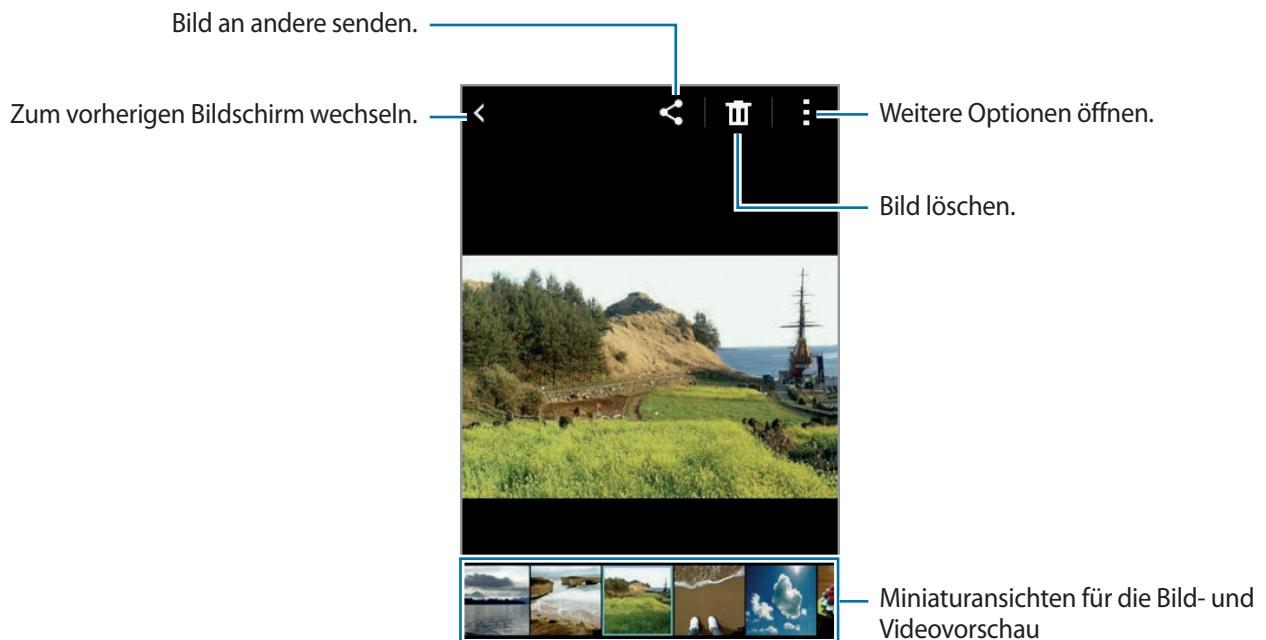 Bild an andere senden.
Zum vorherigen Bildschirm wechseln.
Weitere Optionen öffnen.
Bild löschen.
Miniaturansichten für die Bild- und
Videovorschau